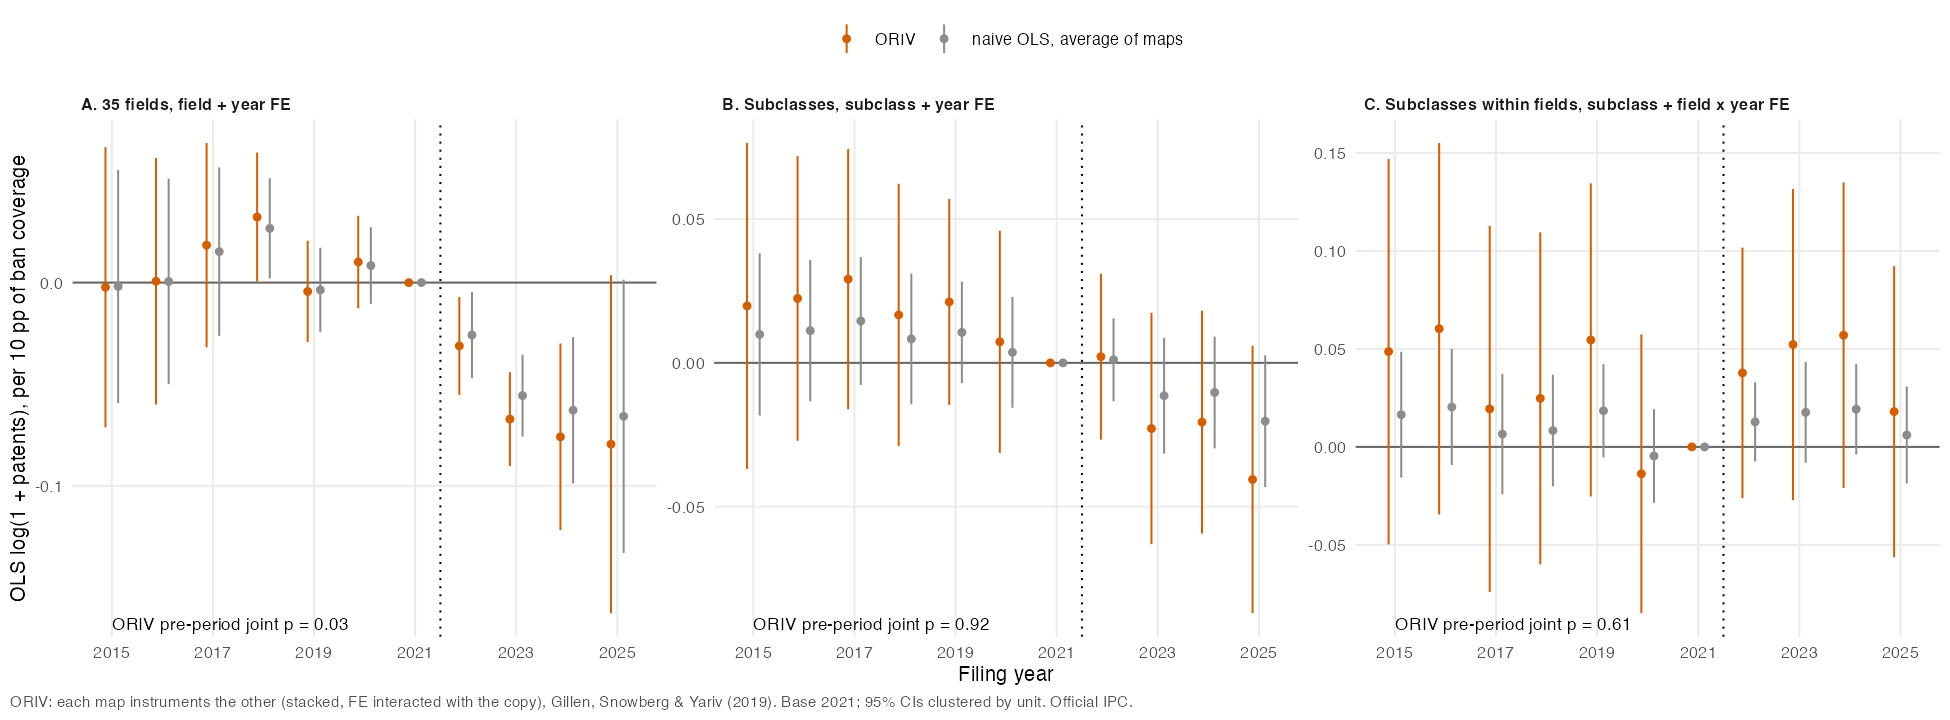 ORIV naive OLS, average of maps
A. 35 fields, field + year FE
B. Subclasses, subclass + year FE
C. Subclasses within fields, subclass + field x year FE
OLS log(1 + patents), per 10 pp of ban coverage
0.0
-0.1
ORIV pre-period joint p = 0.03
2015 2017 2019 2021 2023 2025
0.05
0.00
-0.05
ORIV pre-period joint p = 0.92
2015 2017 2019 2021 2023 2025
0.15
0.10
0.05
0.00
-0.05
ORIV pre-period joint p = 0.61
2015 2017 2019 2021 2023 2025
Filing year
ORIV: each map instruments the other (stacked, FE interacted with the copy), Gillen, Snowberg & Yariv (2019). Base 2021; 95% CIs clustered by unit. Official IPC.